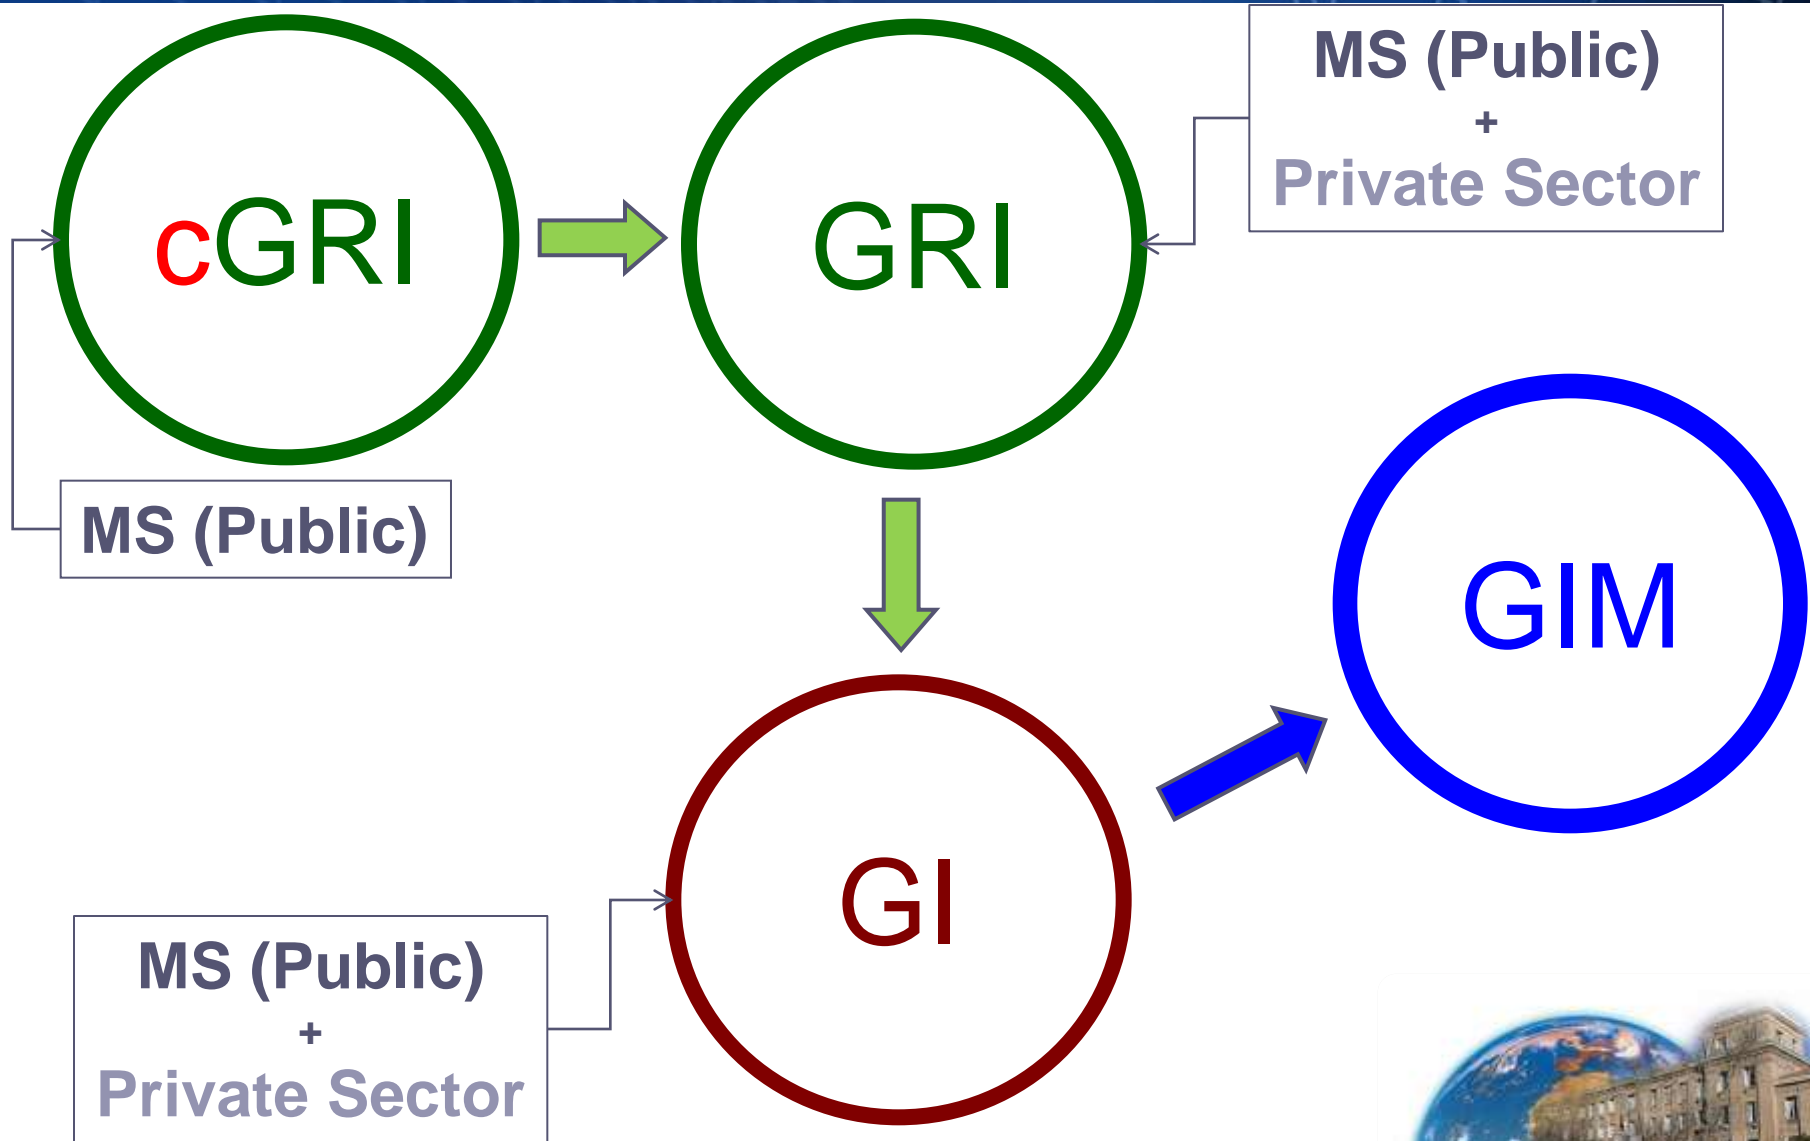 cGRI
GRI
MS (Public)
+
Private Sector
MS (Public)
GIM
GI
MS (Public)
+
Private Sector